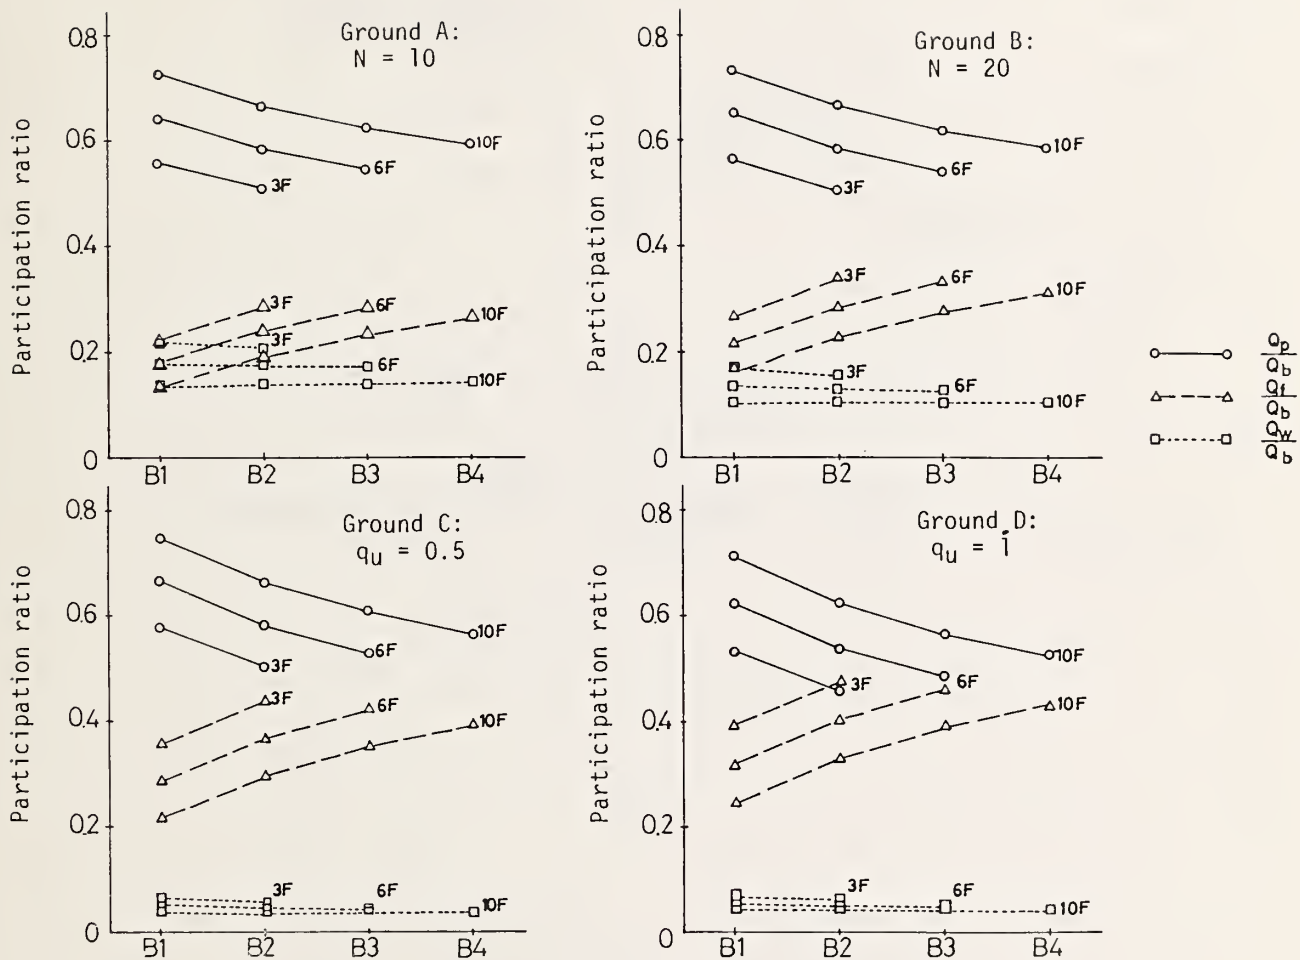 Ground A:
N = 10
Participation ratio
0.8
0.6
0.4
0.2
0
10F
6F
3F
3F
6F
10F
3F
6F
10F
B1 B2 B3 B4
Ground B:
N = 20
Participation ratio
0.8
0.6
0.4
0.2
0
10F
6F
3F
3F
6F
10F
3F
6F
10F
B1 B2 B3 B4
Qp
Qb
Qf
Qb
Qw
Qb
Ground C:
qu = 0.5
Participation ratio
0.8
0.6
0.4
0.2
0
10F
6F
3F
3F
6F
10F
3F
6F
10F
B1 B2 B3 B4
Ground D:
qu = 1
Participation ratio
0.8
0.6
0.4
0.2
0
10F
3F
6F
10F
3F
6F
10F
B1 B2 B3 B4